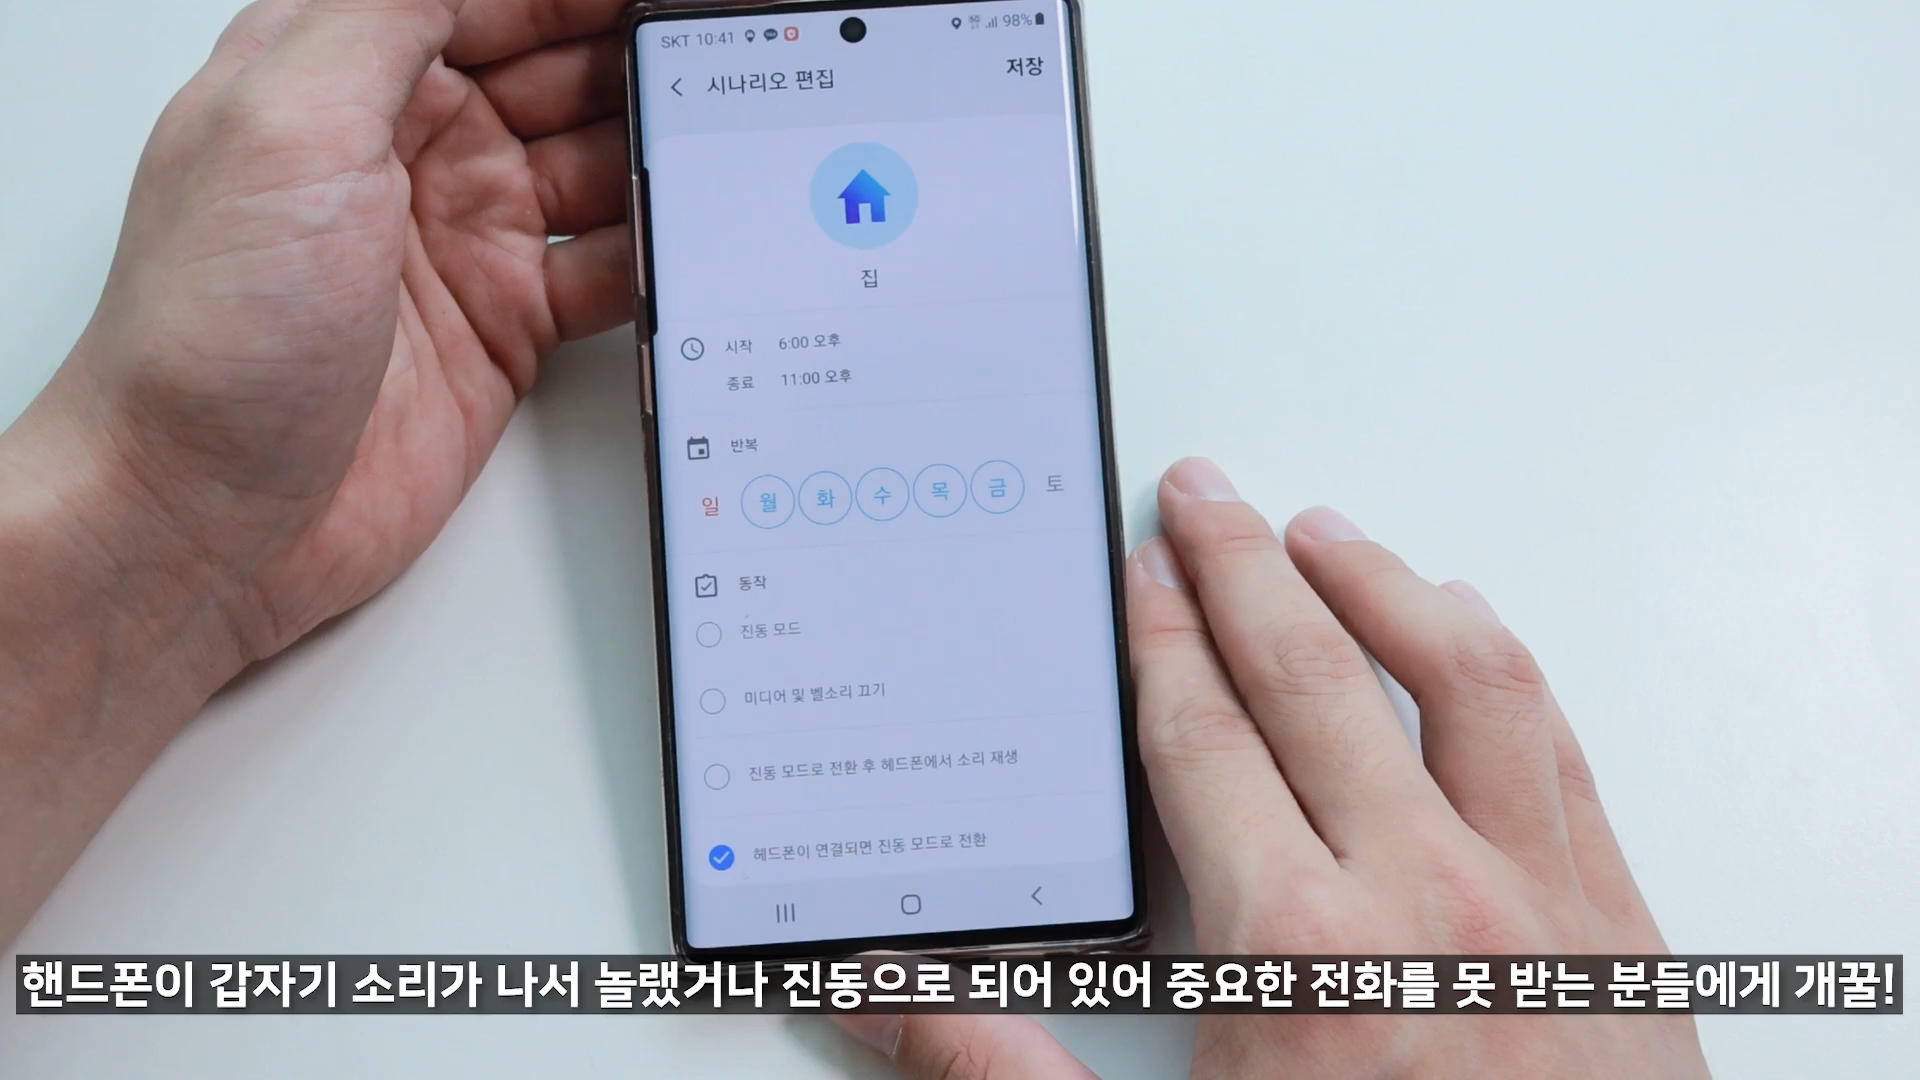 SKT 10:41
98%
시나리오 편집
저장
집
시작 6:00 오후
종료 11:00 오후
반복
일 월 화 수 목 금 토
동작
진동 모드
미디어 및 벨소리 끄기
진동 모드로 전환 후 헤드폰에서 소리 재생
헤드폰이 연결되면 진동 모드로 전환
핸드폰이 갑자기 소리가 나서 놀랬거나 진동으로 되어 있어 중요한 전화를 못 받는 분들에게 개꿀!